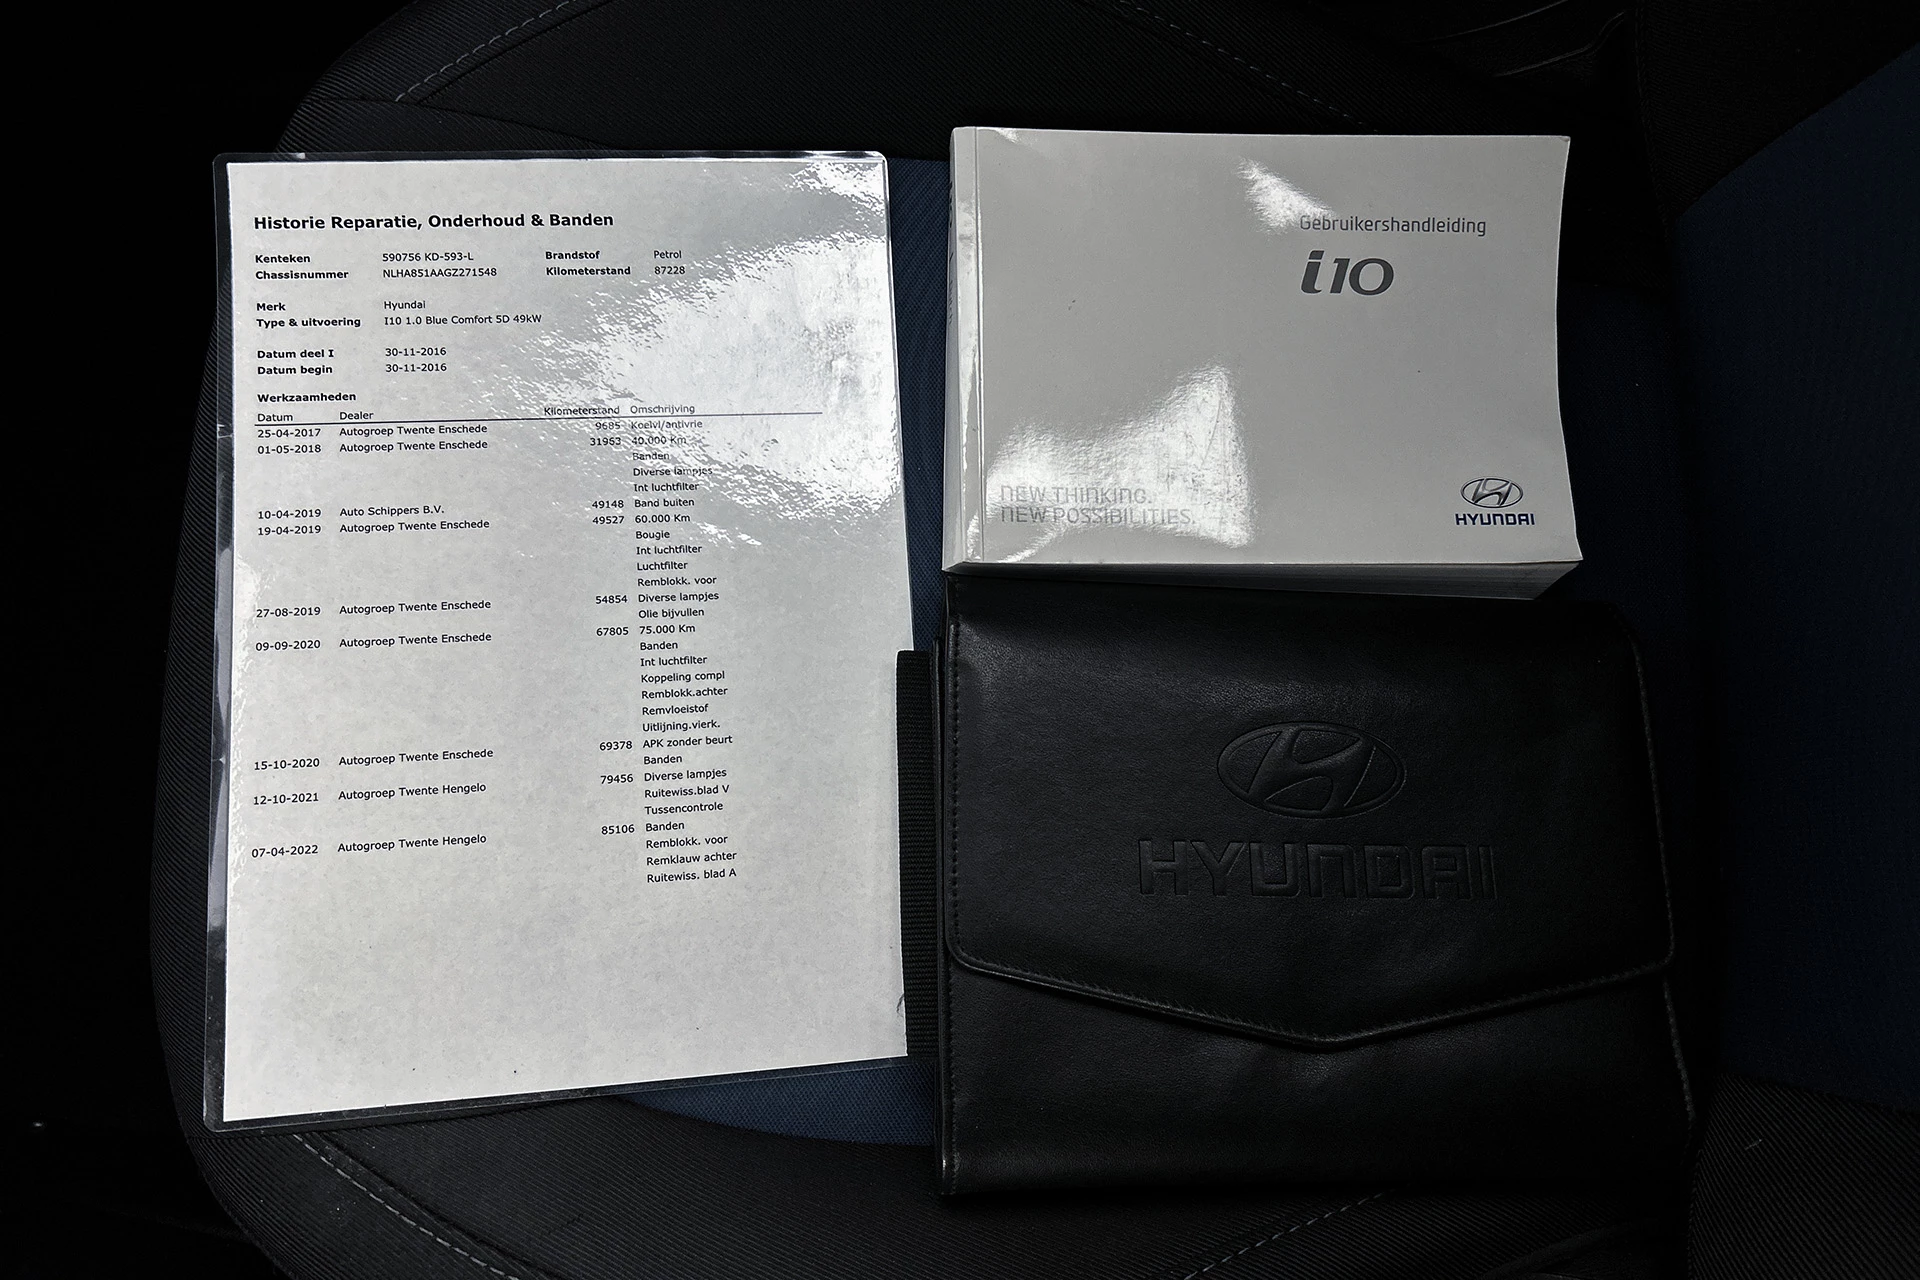 Historie Reparatie, Onderhoud & Banden
Kenteken 590756 KD-593-L Brandstof Petrol
Chassisnummer NLHA851AAGZ271548 Kilometerstand 87228
Merk Hyundai
Type & uitvoering I10 1.0 Blue Comfort 5D 49kW
Datum deel I 30-11-2016
Datum begin 30-11-2016
Werkzaamheden
Datum Dealer Kilometerstand Omschrijving
25-04-2017 Autogroep Twente Enschede 9685 Koelvl/antivrie
01-05-2018 Autogroep Twente Enschede 31953 40.000 Km
Banden
Diverse lampjes
Int luchtfilter
10-04-2019 Auto Schippers B.V. 49148 Band buiten
19-04-2019 Autogroep Twente Enschede 49527 60.000 Km
Bougie
Int luchtfilter
Luchtfilter
Remblokk. voor
27-08-2019 Autogroep Twente Enschede 54854 Diverse lampjes
Olie bijvullen
09-09-2020 Autogroep Twente Enschede 67805 75.000 Km
Banden
Int luchtfilter
Koppeling compl
Remblokk.achter
Remvloeistof
Uitlijning.vierk.
15-10-2020 Autogroep Twente Enschede 69378 APK zonder beurt
Banden
12-10-2021 Autogroep Twente Hengelo 79456 Diverse lampjes
Ruitewiss.blad V
Tussencontrole
07-04-2022 Autogroep Twente Hengelo 85106 Banden
Remblokk. voor
Remklauw achter
Ruitewiss. blad A
Gebruikershandleiding
i10
NEW THINKING.
NEW POSSIBILITIES.
HYUNDAI
HYUNDAI